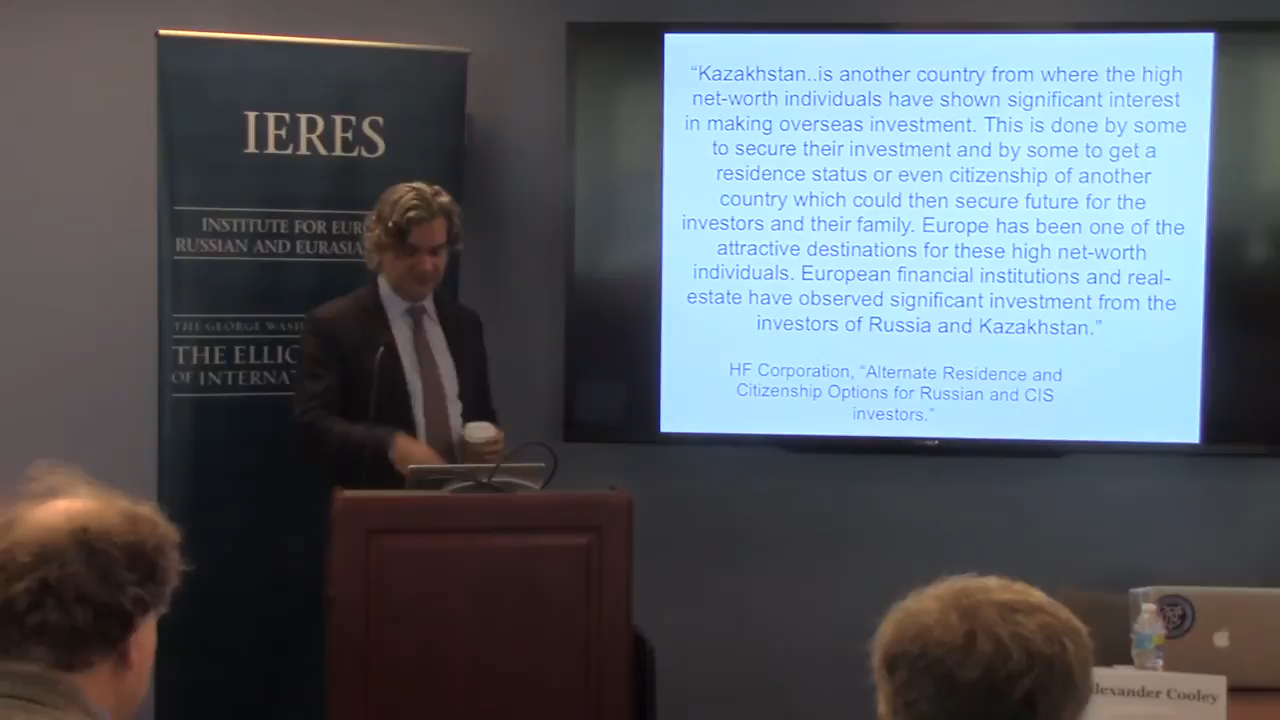 IERES
INSTITUTE FOR EUR
RUSSIAN AND EURASIA
THE GEORGE WASH
THE ELLIO
OF INTERNAT
“Kazakhstan..is another country from where the high
net-worth individuals have shown significant interest
in making overseas investment. This is done by some
to secure their investment and by some to get a
residence status or even citizenship of another
country which could then secure future for the
investors and their family. Europe has been one of the
attractive destinations for these high net-worth
individuals. European financial institutions and real-
estate have observed significant investment from the
investors of Russia and Kazakhstan.”
HF Corporation, “Alternate Residence and
Citizenship Options for Russian and CIS
investors.”
lexander Cooley